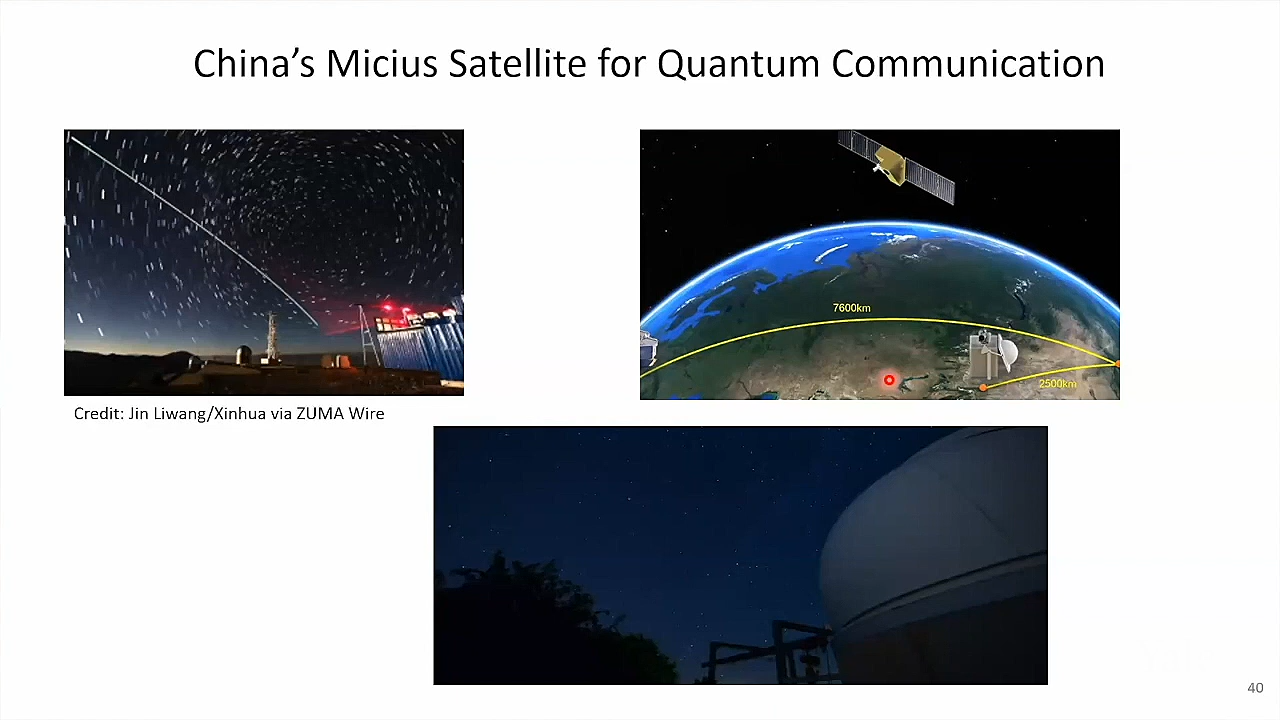 China’s Micius Satellite for Quantum Communication
7600km
2500km
Credit: Jin Liwang/Xinhua via ZUMA Wire
40